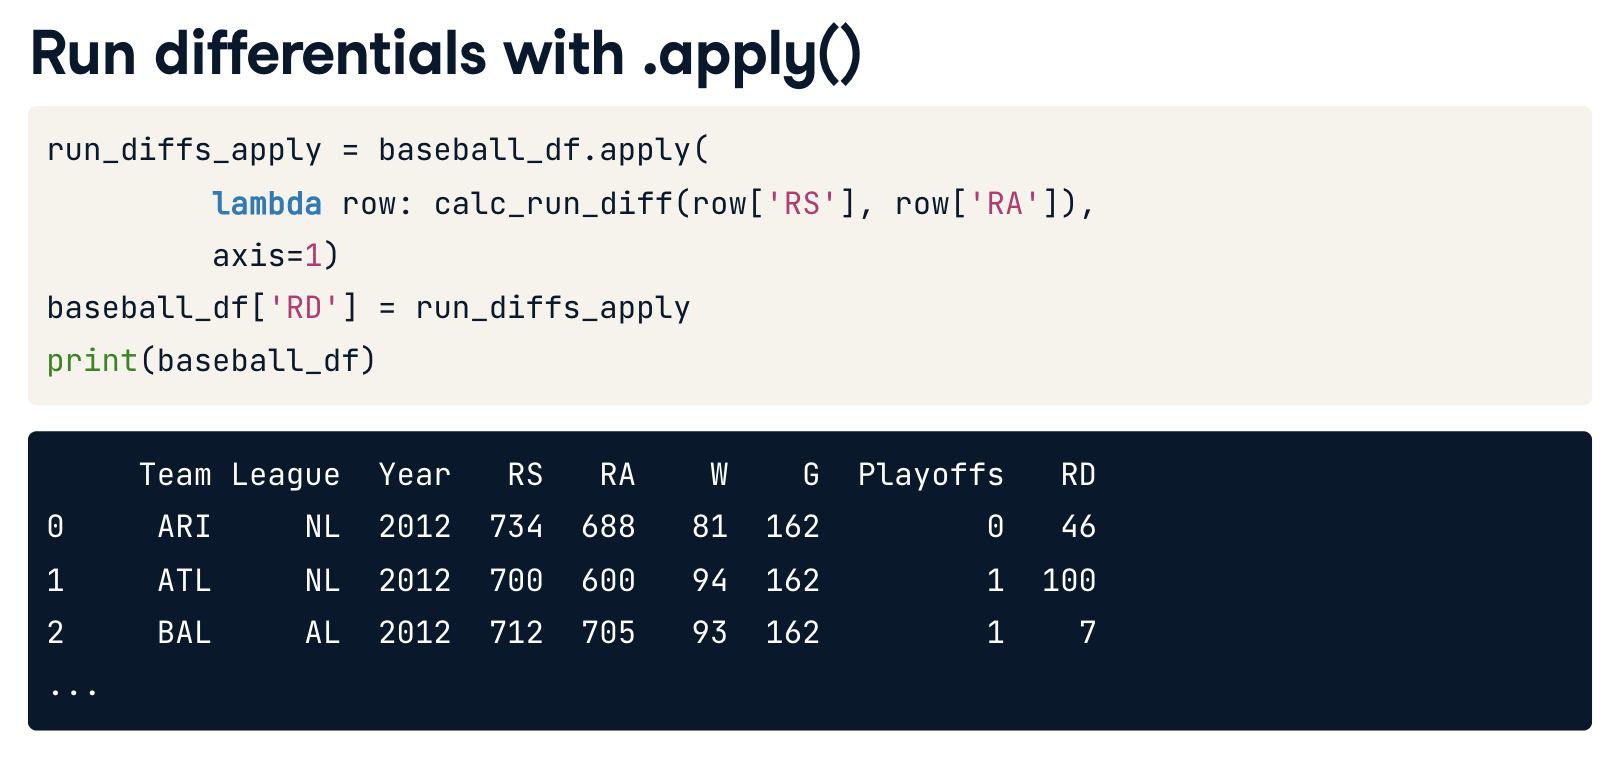 Run differentials with .apply()
run_diffs_apply = baseball_df.apply(
         lambda row: calc_run_diff(row['RS'], row['RA']),
         axis=1)
baseball_df['RD'] = run_diffs_apply
print(baseball_df)
     Team League  Year   RS   RA    W    G  Playoffs   RD
0     ARI     NL  2012  734  688   81  162         0   46
1     ATL     NL  2012  700  600   94  162         1  100
2     BAL     AL  2012  712  705   93  162         1    7
...